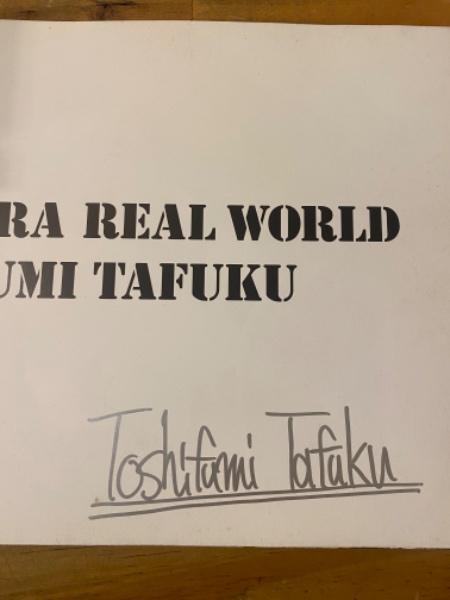 RA REAL WORLD
UMI TAFUKU
Toshifumi Tafuku